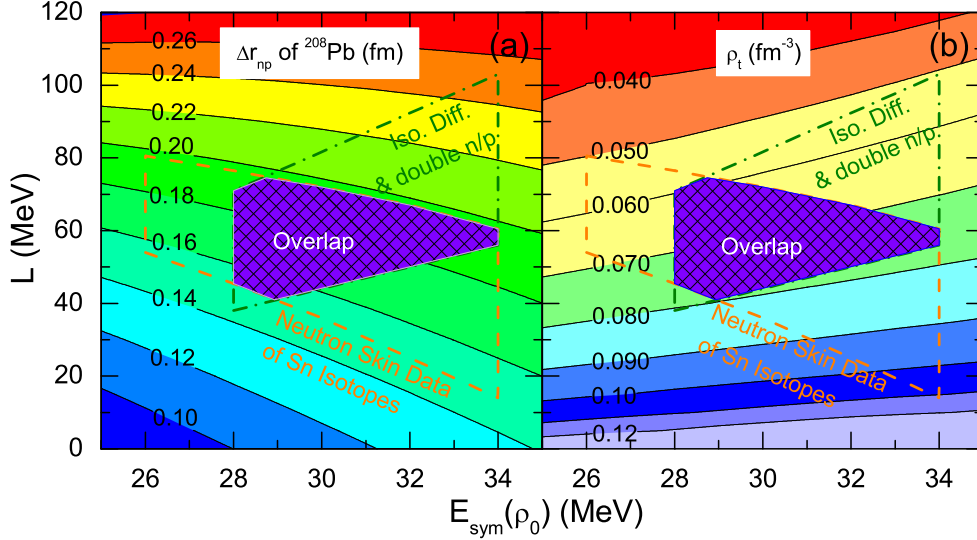 Δr_np of ²⁰⁸Pb (fm)
(a)
0.26
0.24
0.22
0.20
0.18
0.16
0.14
0.12
0.10
Iso. Diff.
& double n/p
Overlap
Neutron Skin Data
of Sn Isotopes
ρ_t (fm⁻³)
(b)
0.040
0.050
0.060
0.070
0.080
0.090
0.10
0.12
Iso. Diff.
& double n/p
Overlap
Neutron Skin Data
of Sn Isotopes
L (MeV)
120
100
80
60
40
20
0
26 28 30 32 34 26 28 30 32 34
E_sym(ρ₀) (MeV)